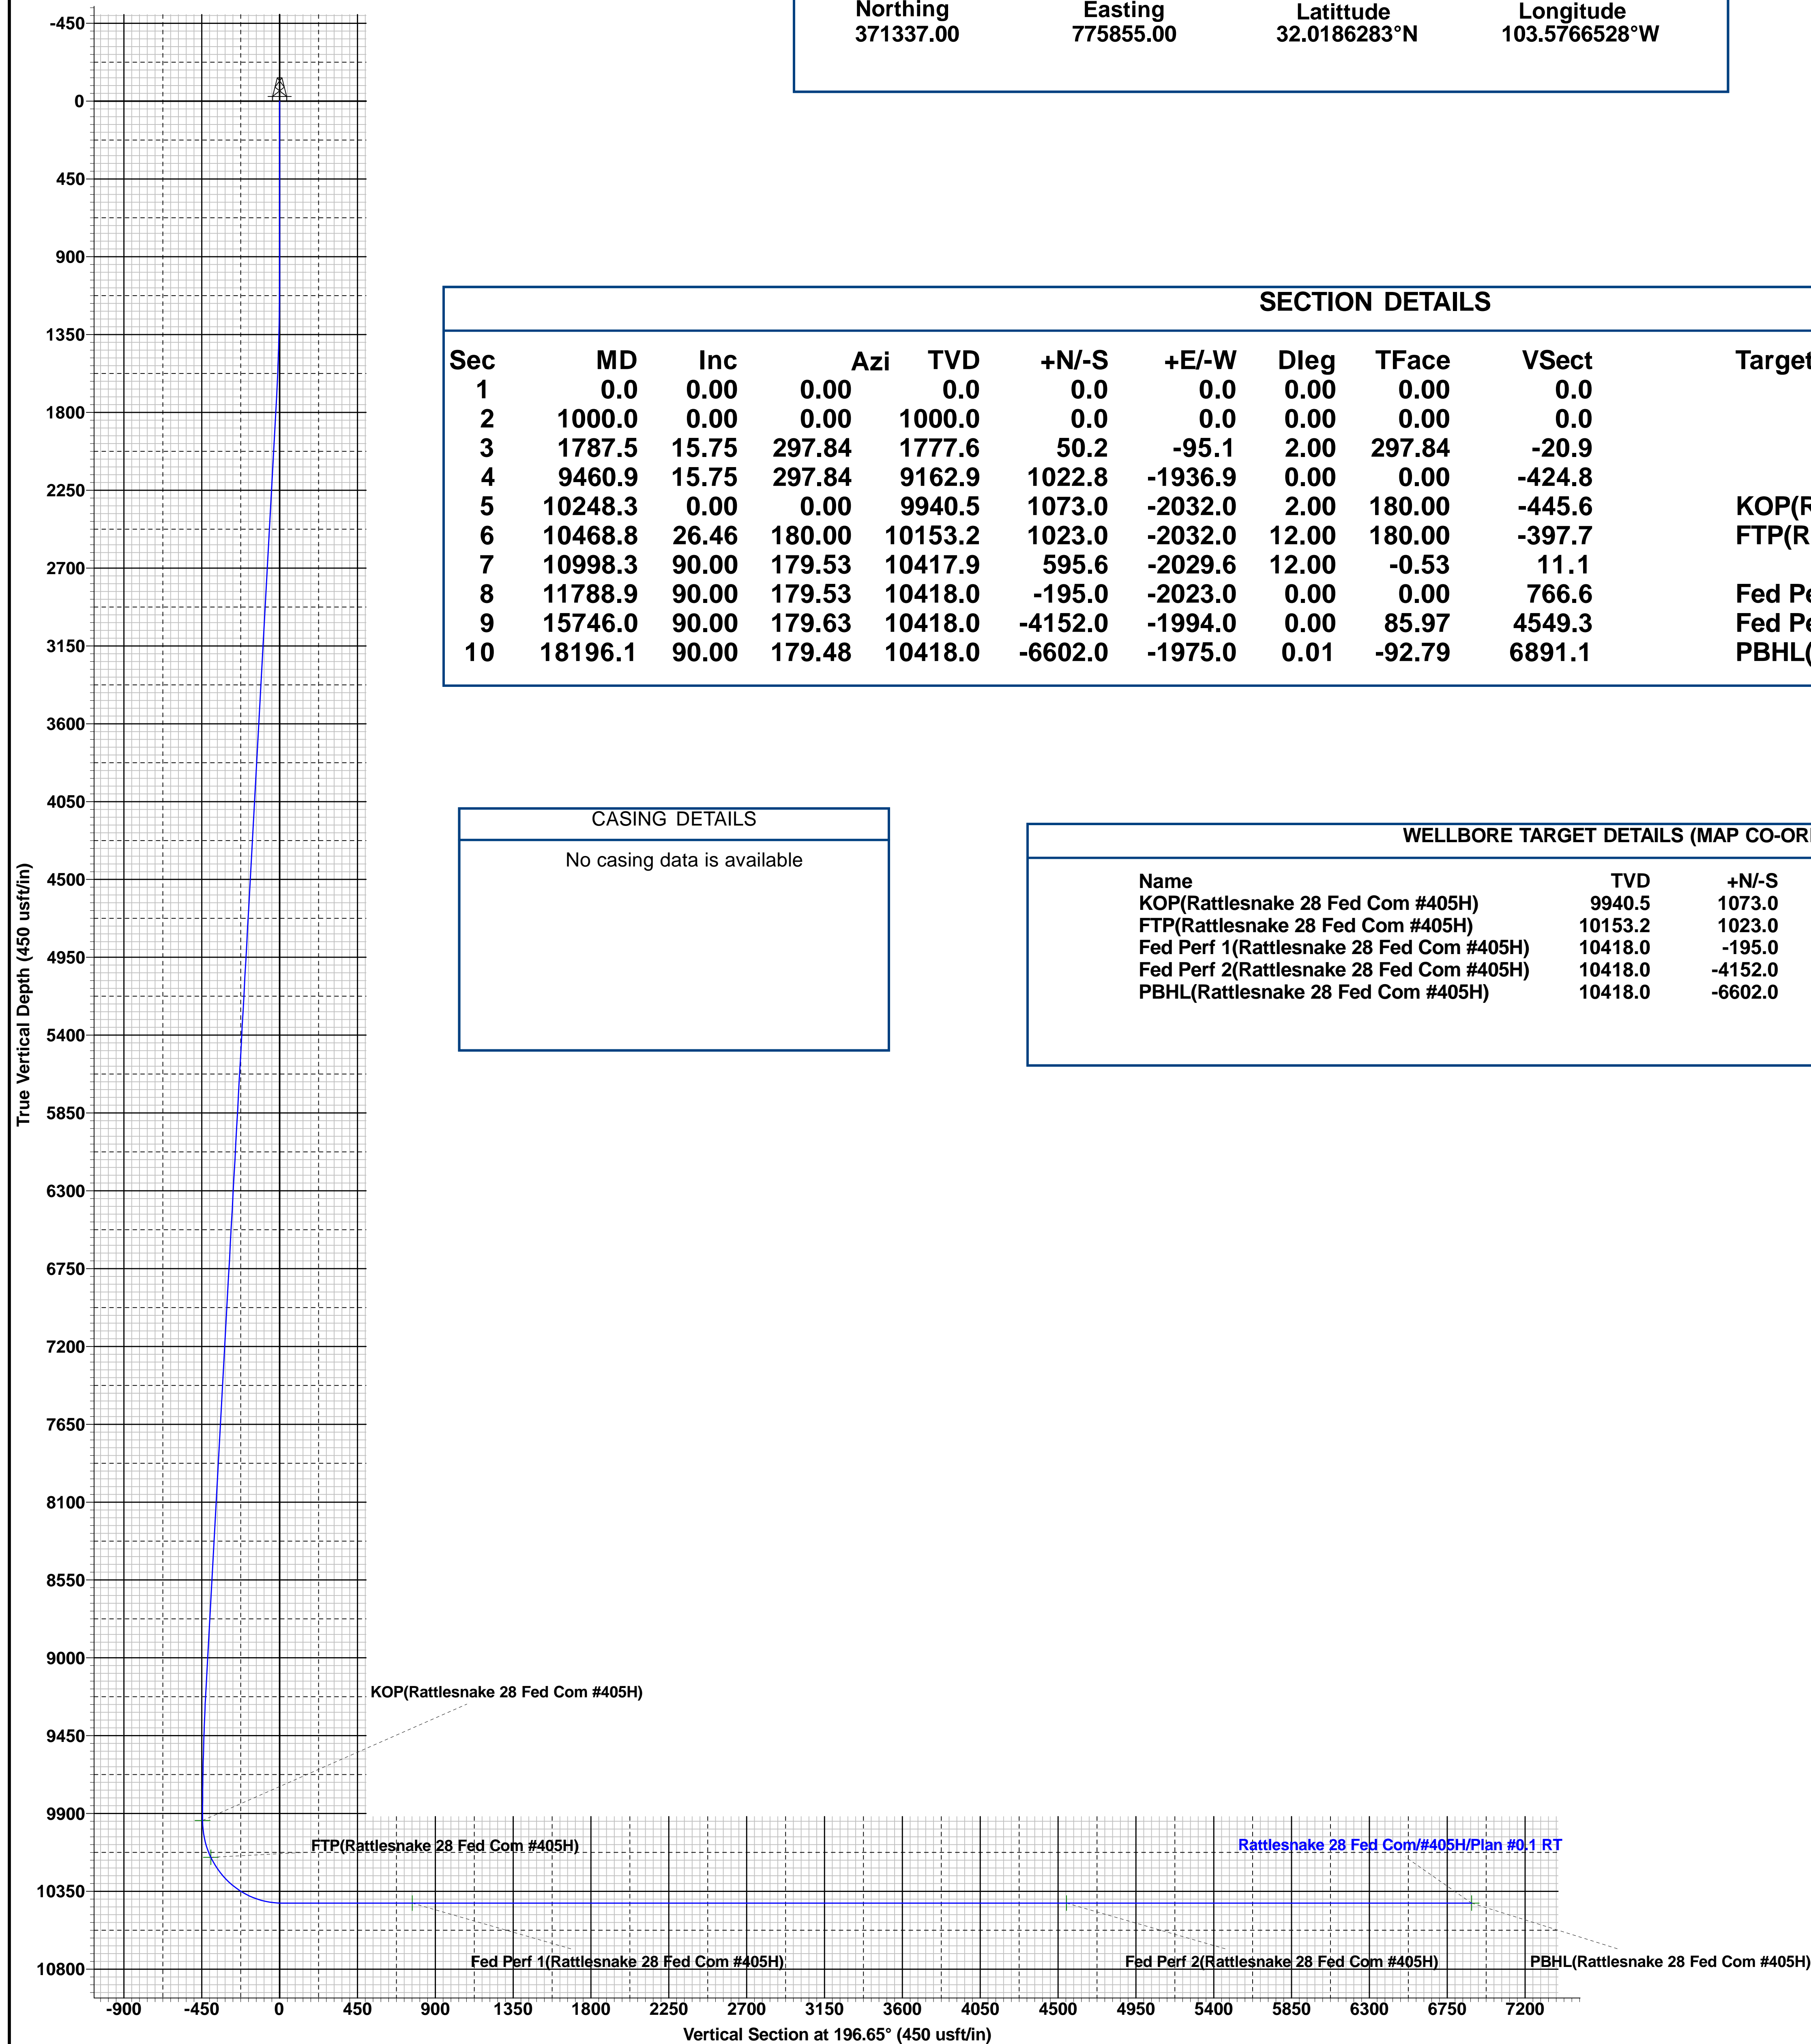 Northing Easting Latittude Longitude
371337.00 775855.00 32.0186283°N 103.5766528°W
SECTION DETAILS
Sec MD Inc Azi TVD +N/-S +E/-W Dleg TFace VSect Target
1 0.0 0.00 0.00 0.0 0.0 0.0 0.00 0.00 0.0
2 1000.0 0.00 0.00 1000.0 0.0 0.0 0.00 0.00 0.0
3 1787.5 15.75 297.84 1777.6 50.2 -95.1 2.00 297.84 -20.9
4 9460.9 15.75 297.84 9162.9 1022.8 -1936.9 0.00 0.00 -424.8
5 10248.3 0.00 0.00 9940.5 1073.0 -2032.0 2.00 180.00 -445.6 KOP(R
6 10468.8 26.46 180.00 10153.2 1023.0 -2032.0 12.00 180.00 -397.7 FTP(R
7 10998.3 90.00 179.53 10417.9 595.6 -2029.6 12.00 -0.53 11.1
8 11788.9 90.00 179.53 10418.0 -195.0 -2023.0 0.00 0.00 766.6 Fed Pe
9 15746.0 90.00 179.63 10418.0 -4152.0 -1994.0 0.00 85.97 4549.3 Fed Pe
10 18196.1 90.00 179.48 10418.0 -6602.0 -1975.0 0.01 -92.79 6891.1 PBHL(
CASING DETAILS
No casing data is available
WELLBORE TARGET DETAILS (MAP CO-OR
Name TVD +N/-S
KOP(Rattlesnake 28 Fed Com #405H) 9940.5 1073.0
FTP(Rattlesnake 28 Fed Com #405H) 10153.2 1023.0
Fed Perf 1(Rattlesnake 28 Fed Com #405H) 10418.0 -195.0
Fed Perf 2(Rattlesnake 28 Fed Com #405H) 10418.0 -4152.0
PBHL(Rattlesnake 28 Fed Com #405H) 10418.0 -6602.0
True Vertical Depth (450 usft/in)
-450
0
450
900
1350
1800
2250
2700
3150
3600
4050
4500
4950
5400
5850
6300
6750
7200
7650
8100
8550
9000
9450
9900
10350
10800
KOP(Rattlesnake 28 Fed Com #405H)
FTP(Rattlesnake 28 Fed Com #405H)
Rattlesnake 28 Fed Com/#405H/Plan #0.1 RT
Fed Perf 1(Rattlesnake 28 Fed Com #405H)
Fed Perf 2(Rattlesnake 28 Fed Com #405H)
PBHL(Rattlesnake 28 Fed Com #405H)
-900 -450 0 450 900 1350 1800 2250 2700 3150 3600 4050 4500 4950 5400 5850 6300 6750 7200
Vertical Section at 196.65° (450 usft/in)